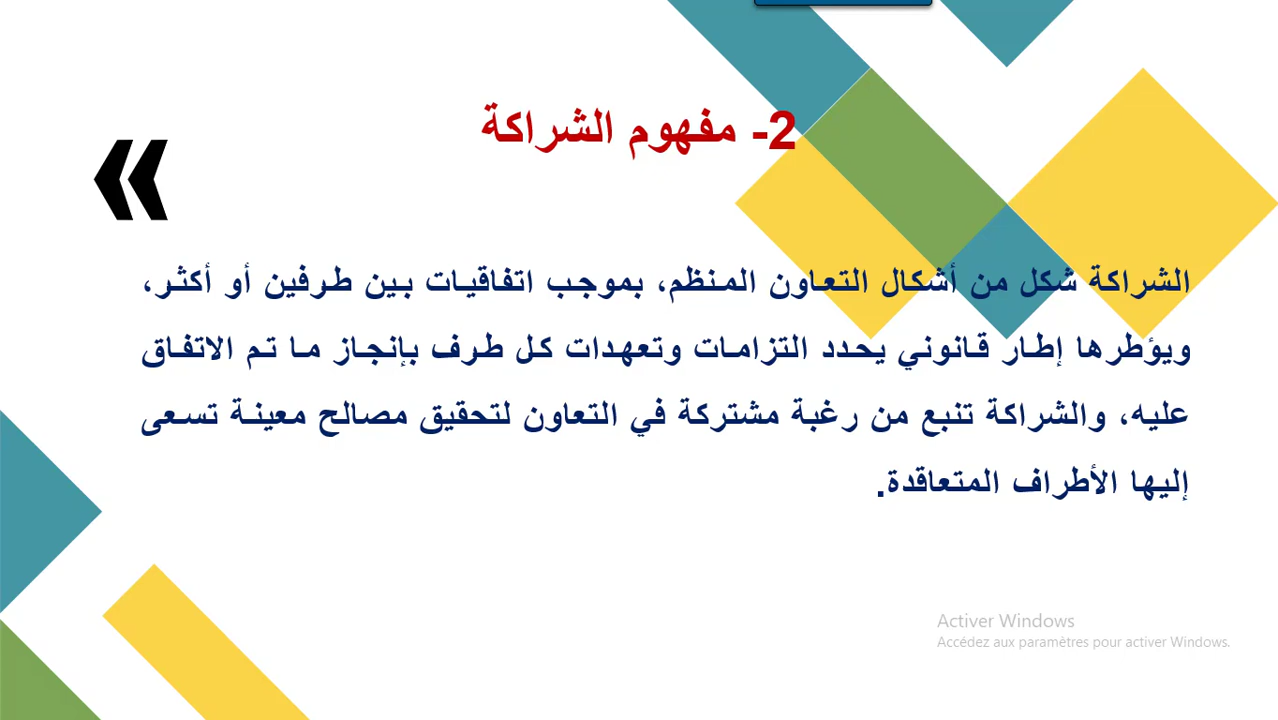 2- مفهوم الشراكة
الشراكة شكل من أشكال التعاون المنظم، بموجب اتفاقيات بين طرفين أو أكثر،
ويؤطرها إطار قانوني يحدد التزامات وتعهدات كل طرف بإنجاز ما تم الاتفاق
عليه، والشراكة تنبع من رغبة مشتركة في التعاون لتحقيق مصالح معينة تسعى
إليها الأطراف المتعاقدة.
Activer Windows
Accédez aux paramètres pour activer Windows.